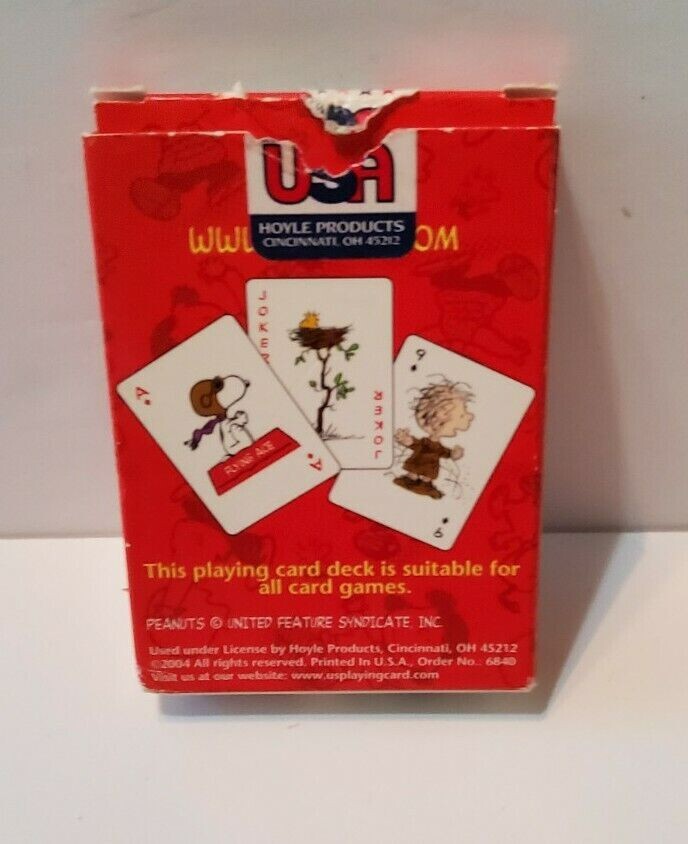 USA
HOYLE PRODUCTS
CINCINNATI, OH 45212
JOKER
JOKER
A
FLYING ACE
A
9
9
This playing card deck is suitable for
all card games.
PEANUTS © UNITED FEATURE SYNDICATE, INC.
Used under License by Hoyle Products, Cincinnati, OH 45212
©2004 All rights reserved. Printed In U.S.A., Order No.. 6840
Visit us at our website: www.usplayingcard.com